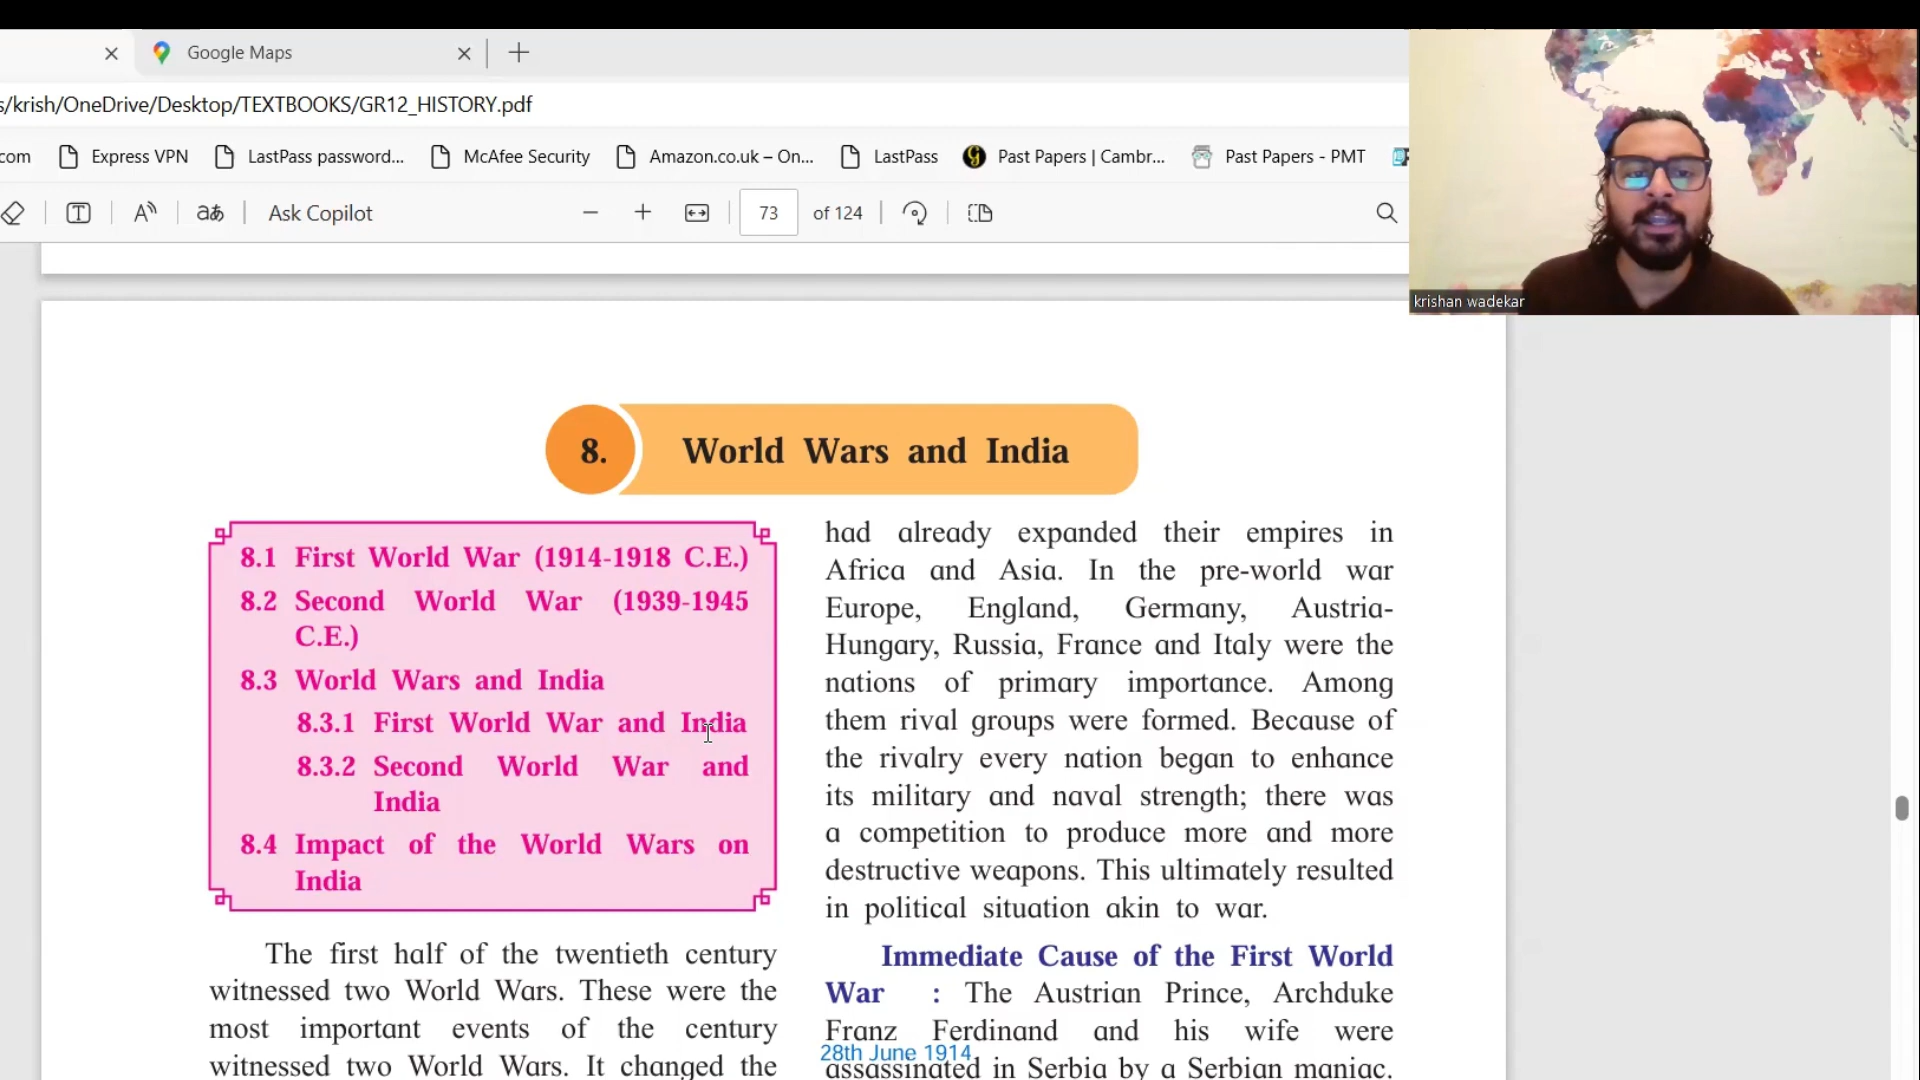 Google Maps
s/krish/OneDrive/Desktop/TEXTBOOKS/GR12_HISTORY.pdf
com Express VPN LastPass password... McAfee Security Amazon.co.uk – On... LastPass Past Papers | Cambr... Past Papers - PMT
aあ Ask Copilot 73 of 124
krishan wadekar
8. World Wars and India
8.1 First World War (1914-1918 C.E.)
8.2 Second World War (1939-1945
C.E.)
8.3 World Wars and India
8.3.1 First World War and India
8.3.2 Second World War and
India
8.4 Impact of the World Wars on
India
The first half of the twentieth century
witnessed two World Wars. These were the
most important events of the century
witnessed two World Wars. It changed the
had already expanded their empires in
Africa and Asia. In the pre-world war
Europe, England, Germany, Austria-
Hungary, Russia, France and Italy were the
nations of primary importance. Among
them rival groups were formed. Because of
the rivalry every nation began to enhance
its military and naval strength; there was
a competition to produce more and more
destructive weapons. This ultimately resulted
in political situation akin to war.
Immediate Cause of the First World
War : The Austrian Prince, Archduke
Franz Ferdinand and his wife were
28th June 1914
assassinated in Serbia by a Serbian maniac.